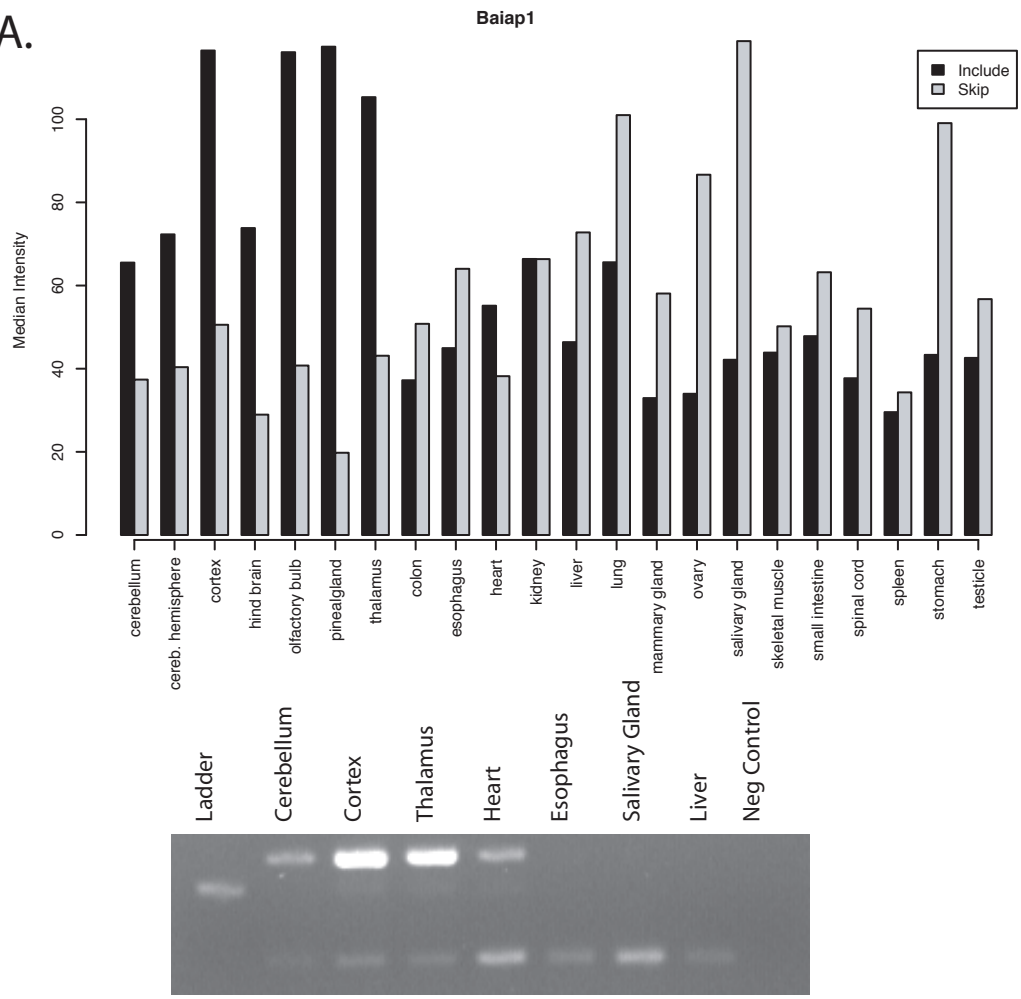 A.
Baiap1
Include
Skip
Median Intensity
100
80
60
40
20
0
cerebellum
cereb. hemisphere
cortex
hind brain
olfactory bulb
pinealgland
thalamus
colon
esophagus
heart
kidney
liver
lung
mammary gland
ovary
salivary gland
skeletal muscle
small intestine
spinal cord
spleen
stomach
testicle
Ladder
Cerebellum
Cortex
Thalamus
Heart
Esophagus
Salivary Gland
Liver
Neg Control